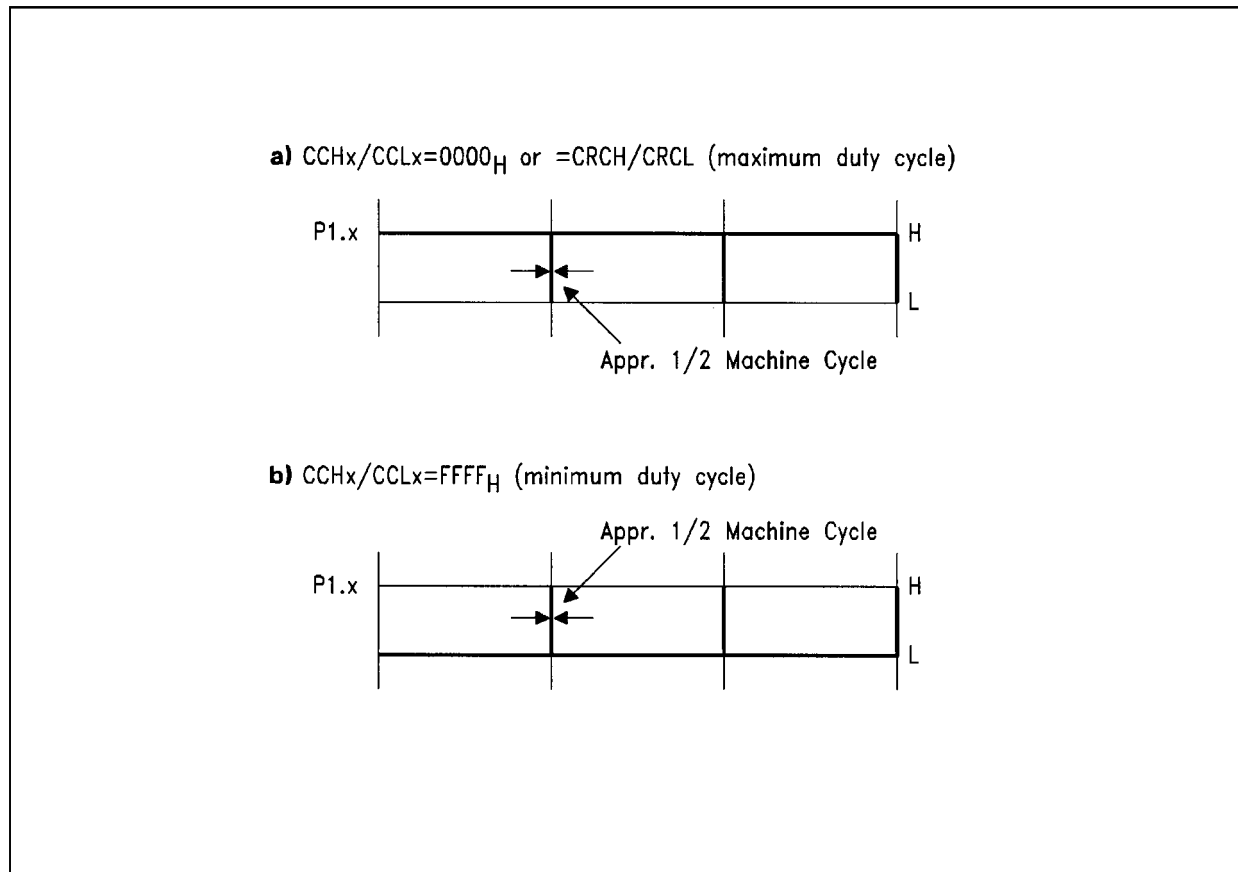 a) CCHx/CCLx=0000H or =CRCH/CRCL (maximum duty cycle)
P1.x
H
L
Appr. 1/2 Machine Cycle
b) CCHx/CCLx=FFFFH (minimum duty cycle)
Appr. 1/2 Machine Cycle
P1.x
H
L